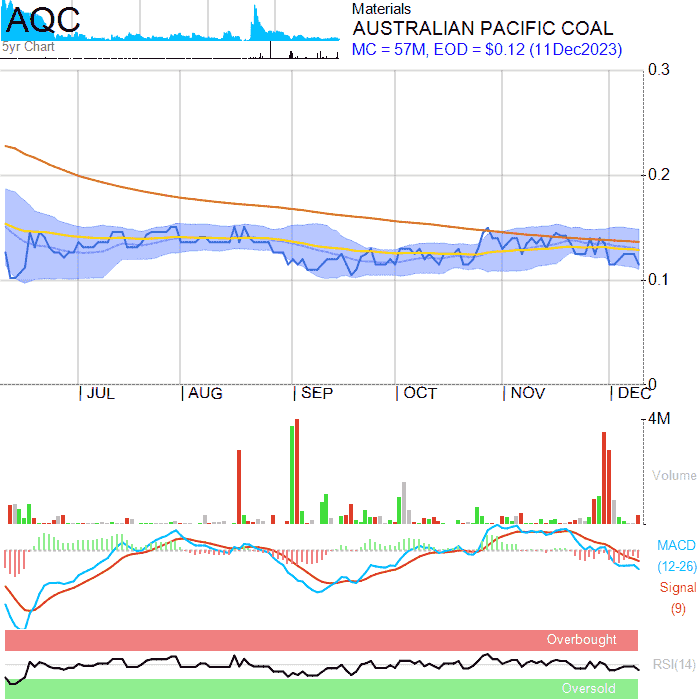 AQC
5yr Chart
Materials
AUSTRALIAN PACIFIC COAL
MC = 57M, EOD = $0.12 (11Dec2023)
0.3
0.2
0.1
0
| JUL | AUG | SEP | OCT | NOV | DEC
4M
Volume
MACD
(12-26)
Signal
(9)
Overbought
RSI(14)
Oversold